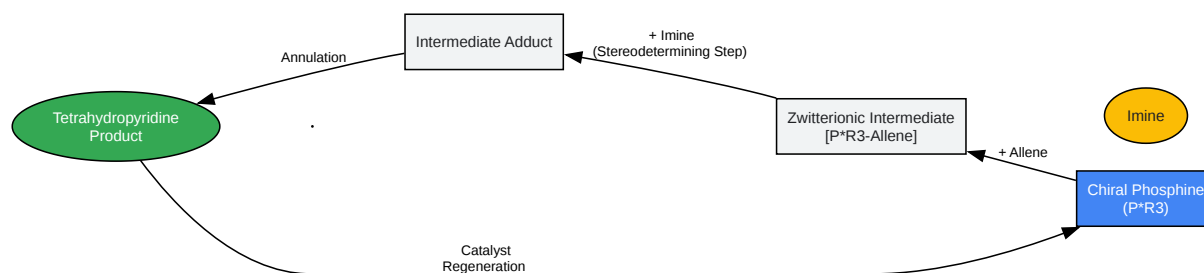 Intermediate Adduct
+ Imine
(Stereodetermining Step)
Annulation
Tetrahydropyridine
Product
Zwitterionic Intermediate
[P*R3-Allene]
Imine
+ Allene
Chiral Phosphine
(P*R3)
Catalyst
Regeneration